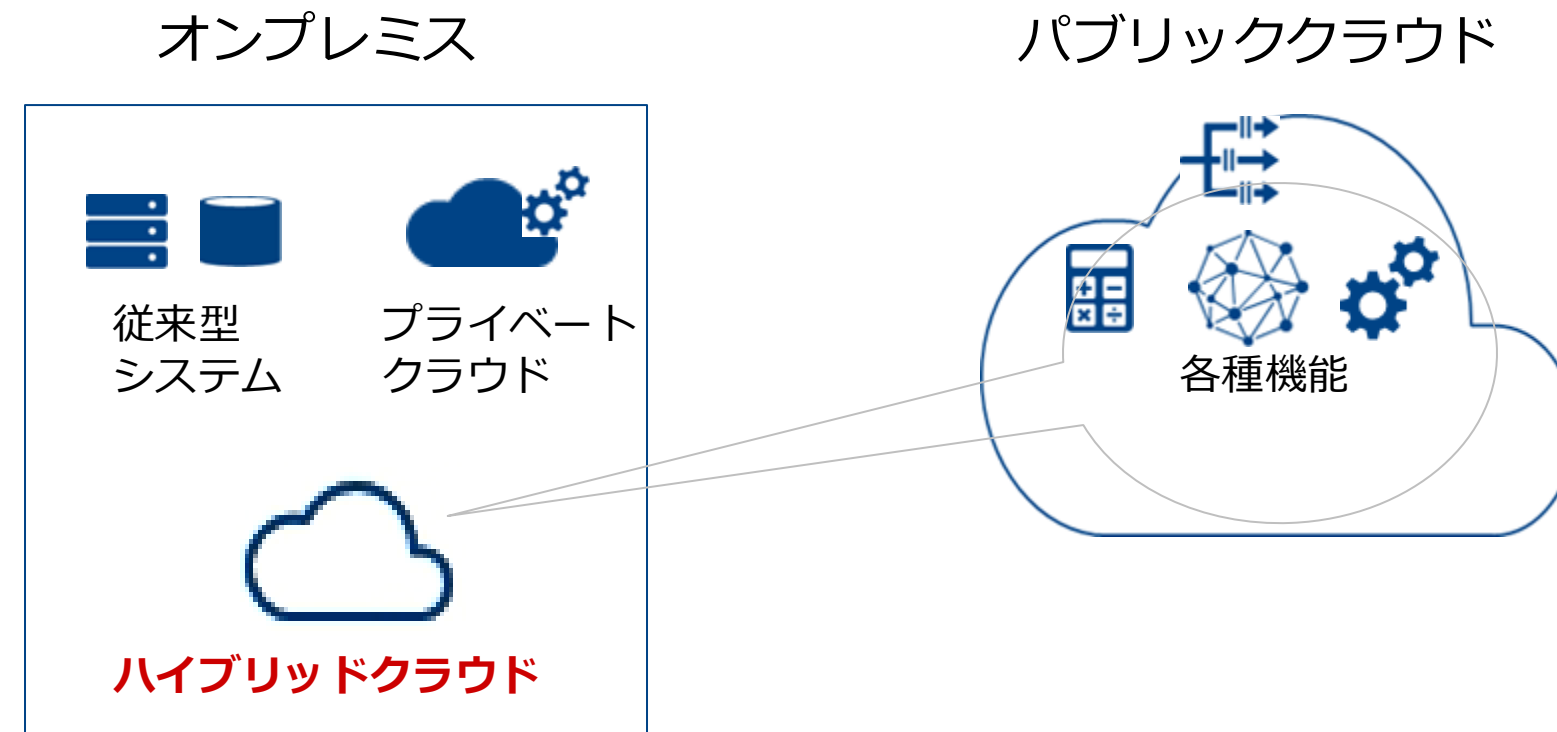 オンプレミス
パブリッククラウド
従来型
システム
プライベート
クラウド
各種機能
ハイブリッドクラウド